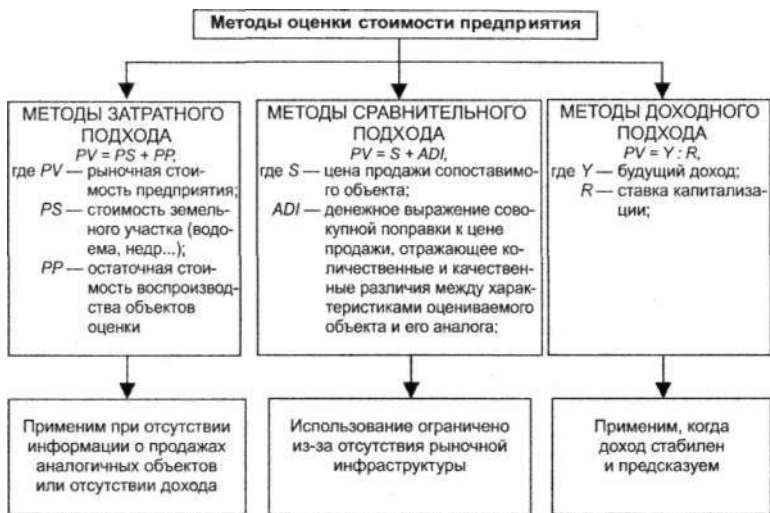 Методы оценки стоимости предприятия
МЕТОДЫ ЗАТРАТНОГО
ПОДХОДА
PV = PS + PP,
где PV — рыночная стои-
мость предприятия;
PS — стоимость земель-
ного участка (водо-
ема, недр...);
PP — остаточная стои-
мость воспроизводс-
тва объектов
оценки
МЕТОДЫ СРАВНИТЕЛЬНОГО
ПОДХОДА
PV = S + ADI,
где S — цена продажи сопоставимо-
го объекта;
ADI — денежное выражение сово-
купной поправки к цене
продажи, отражающее ко-
личественные и качествен-
ные различия между харак-
теристиками оцениваемого
объекта и его аналога;
МЕТОДЫ ДОХОДНОГО
ПОДХОДА
PV = Y : R,
где Y — будущий доход;
R — ставка капитализа-
ции;
Применим при отсутствии
информации о продажах
аналогичных объектов
или отсутствии дохода
Использование ограничено
из-за отсутствия рыночной
инфраструктуры
Применим, когда
доход стабилен
и предсказуем